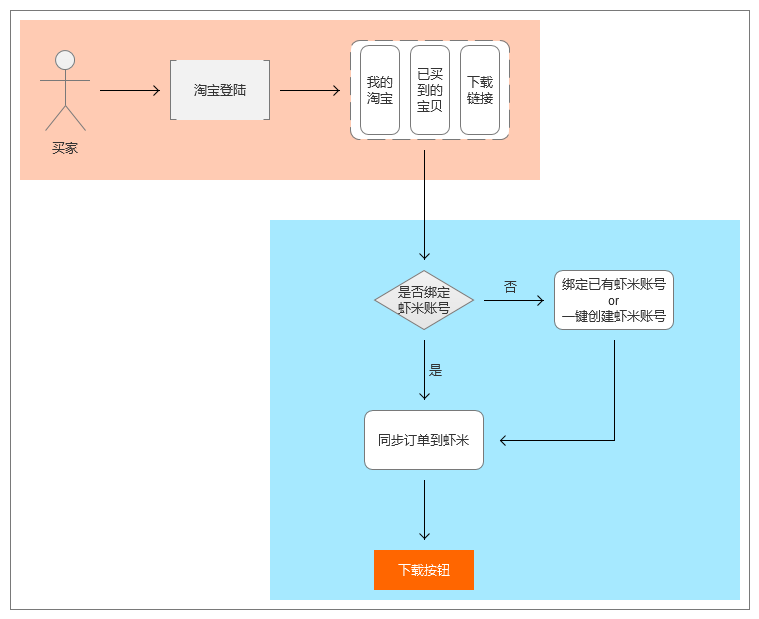 买家
淘宝登陆
我的
淘宝
已买
到的
宝贝
下载
链接
是否绑定
虾米账号
否
绑定已有虾米账号
or
一键创建虾米账号
是
同步订单到虾米
下载按钮